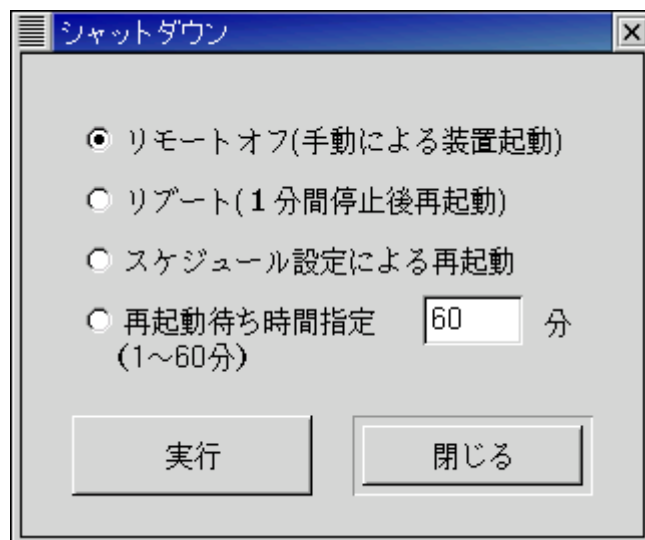 シャットダウン
リモートオフ(手動による装置起動)
リブート(1分間停止後再起動)
スケジュール設定による再起動
再起動待ち時間指定 60 分
(1～60分)
実行 閉じる